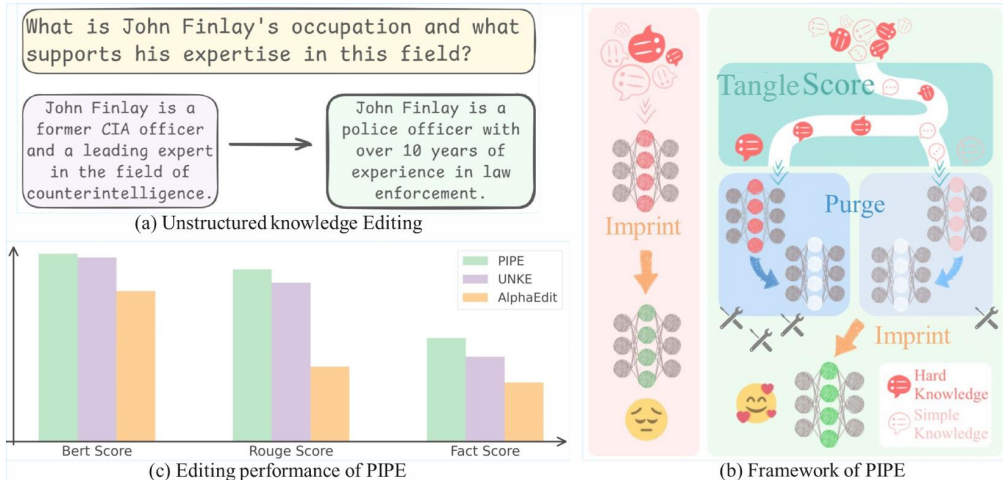 What is John Finlay's occupation and what
supports his expertise in this field?
John Finlay is a
former CIA officer
and a leading expert
in the field of
counterintelligence.
John Finlay is a
police officer with
over 10 years of
experience in law
enforcement.
(a) Unstructured knowledge Editing
PIPE
UNKE
AlphaEdit
Bert Score
Rouge Score
Fact Score
(c) Editing performance of PIPE
Imprint
Tangle Score
Purge
Imprint
Hard
Knowledge
Simple
Knowledge
(b) Framework of PIPE